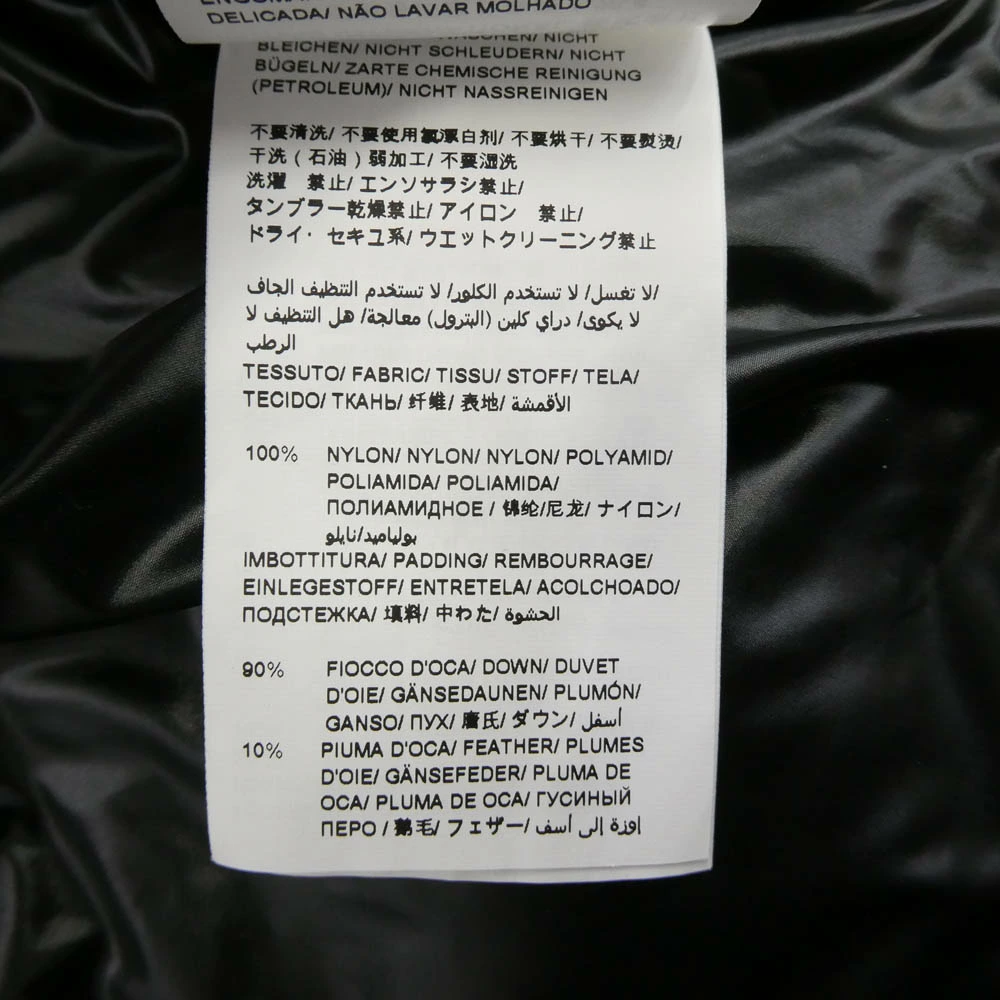 DELICADA/ NÃO LAVAR MOLHADO
WASCHEN/ NICHT
BLEICHEN/ NICHT SCHLEUDERN/ NICHT
BÜGELN/ ZARTE CHEMISCHE REINIGUNG
(PETROLEUM)/ NICHT NASSREINIGEN
不要清洗/ 不要使用氯漂白剂/ 不要烘干/ 不要熨烫/
干洗 ( 石油 ) 弱加工/ 不要湿洗
洗濯　禁止/ エンソサラシ禁止/
タンブラー乾燥禁止/ アイロン　禁止/
ドライ・ セキユ系/ ウエットクリーニング禁止
لا تغسل/ لا تستخدم الكلور/ لا تستخدم التنظيف الجاف/
لا يكوى/ دراي كلين (البترول) معالجة/ هل التنظيف لا
الرطب
TESSUTO/ FABRIC/ TISSU/ STOFF/ TELA/
TECIDO/ ТКАНЬ/ 纤维/ 表地/ الأقمشة
100% NYLON/ NYLON/ NYLON/ POLYAMID/
POLIAMIDA/ POLIAMIDA/
ПОЛИАМИДНОЕ / 锦纶/尼龙/ ナイロン/
بولياميد/نايلو
IMBOTTITURA/ PADDING/ REMBOURRAGE/
EINLEGESTOFF/ ENTRETELA/ ACOLCHOADO/
ПОДСТЕЖКА/ 填料/ 中わた/ الحشوة
90% FIOCCO D'OCA/ DOWN/ DUVET
D'OIE/ GÄNSEDAUNEN/ PLUMÓN/
GANSO/ ПУХ/ 唐氏/ ダウン/ أسفل
10% PIUMA D'OCA/ FEATHER/ PLUMES
D'OIE/ GÄNSEFEDER/ PLUMA DE
OCA/ PLUMA DE OCA/ ГУСИНЫЙ
ПЕРО / 鹅毛/ フェザー/ اوزة الى أسف